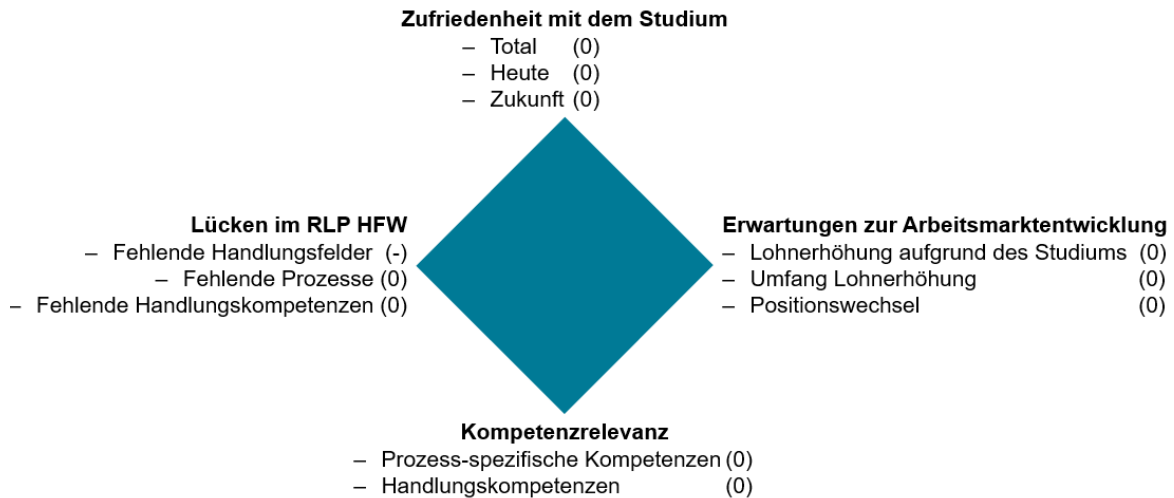 Zufriedenheit mit dem Studium
– Total (0)
– Heute (0)
– Zukunft (0)
Lücken im RLP HFW
– Fehlende Handlungsfelder (-)
– Fehlende Prozesse (0)
– Fehlende Handlungskompetenzen (0)
Erwartungen zur Arbeitsmarktentwicklung
– Lohnerhöhung aufgrund des Studiums (0)
– Umfang Lohnerhöhung (0)
– Positionswechsel (0)
Kompetenzrelevanz
– Prozess-spezifische Kompetenzen (0)
– Handlungskompetenzen (0)